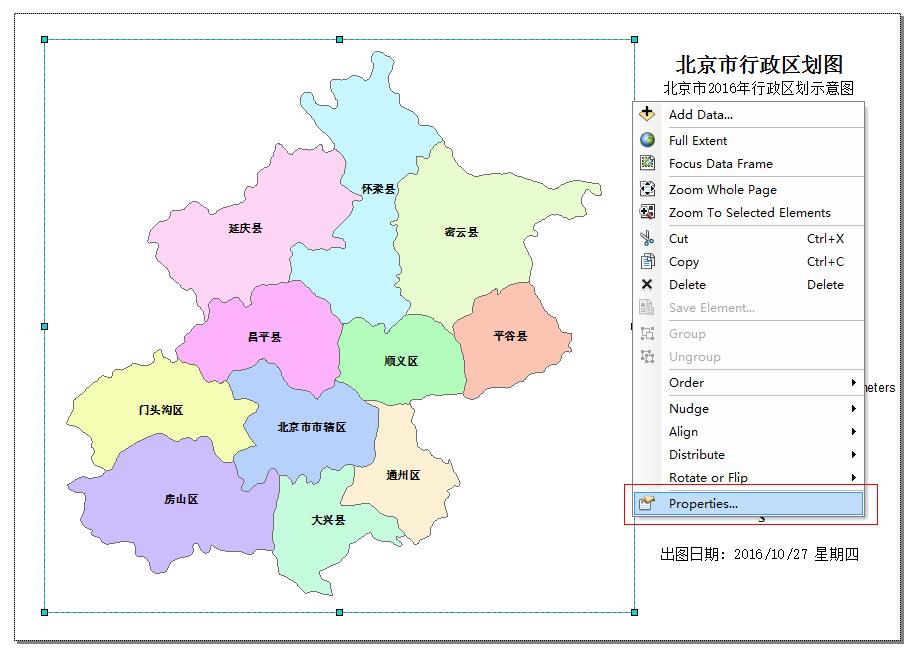 北京市行政区划图
北京市2016年行政区划示意图
怀柔县
延庆县
密云县
昌平县
平谷县
顺义区
门头沟区
北京市市辖区
通州区
房山区
大兴县
Add Data...
Full Extent
Focus Data Frame
Zoom Whole Page
Zoom To Selected Elements
Cut Ctrl+X
Copy Ctrl+C
Delete Delete
Save Element...
Group
Ungroup
Order
Nudge
Align
Distribute
Rotate or Flip
Properties...
出图日期：2016/10/27 星期四